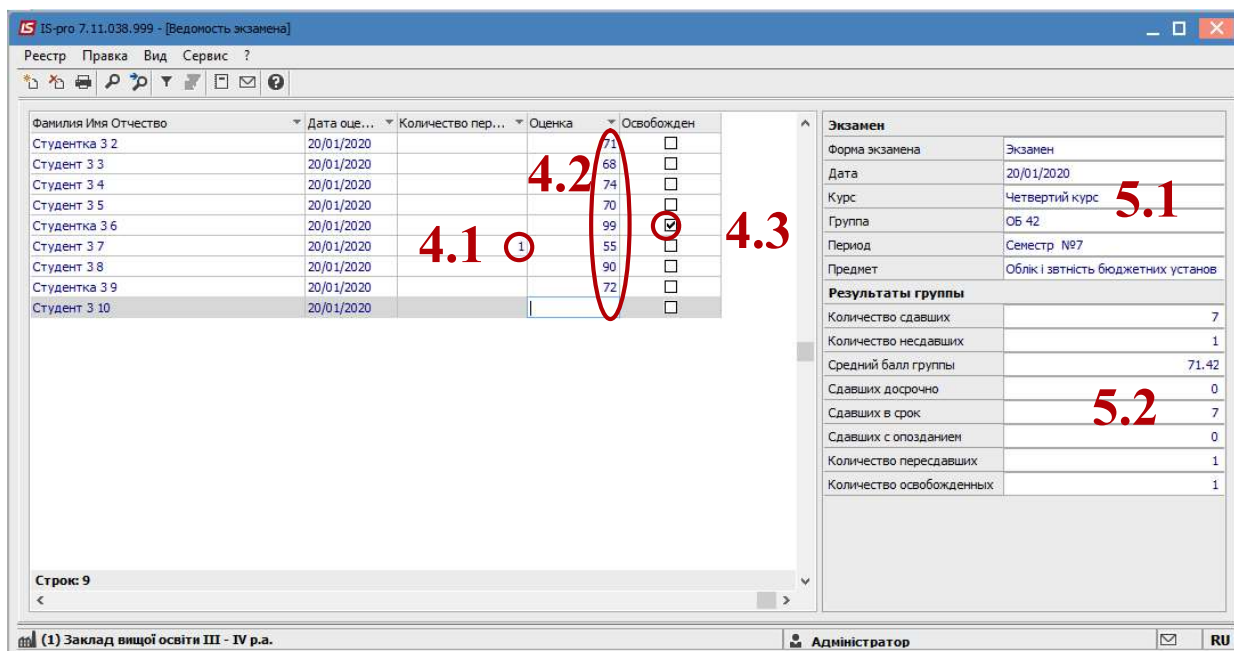 IS-pro 7.11.038.999 - [Ведомость экзамена]
Реестр Правка Вид Сервис ?
Фамилия Имя Отчество Дата оце... Количество пер... Оценка Освобожден
Студентка 3 2 20/01/2020 71
Студент 3 3 20/01/2020 68
Студент 3 4 20/01/2020 74
Студент 3 5 20/01/2020 70
Студентка 3 6 20/01/2020 99
Студент 3 7 20/01/2020 1 55
Студент 3 8 20/01/2020 90
Студентка 3 9 20/01/2020 72
Студент 3 10 20/01/2020
4.2
4.1
4.3
Строк: 9
Экзамен
Форма экзамена Экзамен
Дата 20/01/2020
Курс Четвертий курс
Группа ОБ 42
Период Семестр №7
Предмет Облік і звтність бюджетних установ
5.1
Результаты группы
Количество сдавших 7
Количество несдавших 1
Средний балл группы 71.42
Сдавших досрочно 0
Сдавших в срок 7
Сдавших с опозданием 0
Количество пересдавших 1
Количество освобожденных 1
5.2
(1) Заклад вищої освіти III - IV р.а. Адміністратор RU